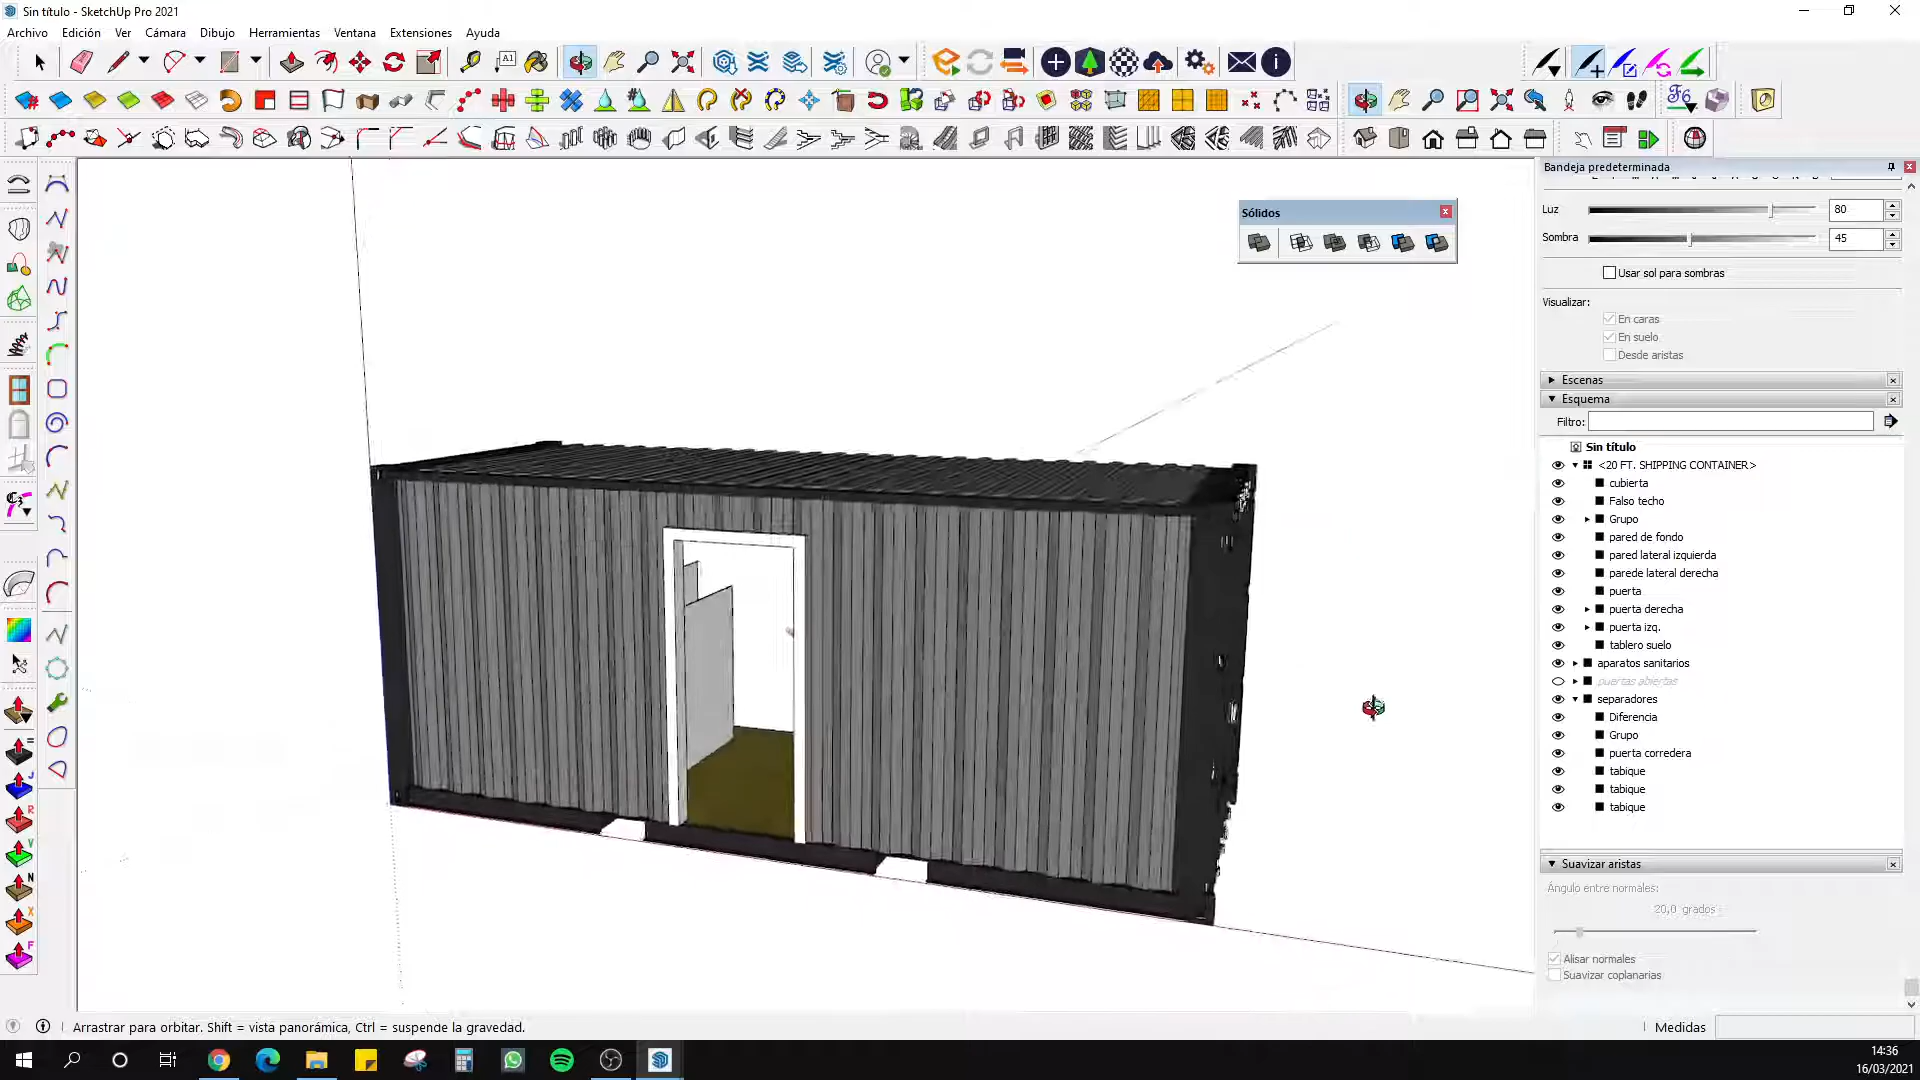 Sin título - SketchUp Pro 2021
Archivo Edición Ver Cámara Dibujo Herramientas Ventana Extensiones Ayuda
A1
Bandeja predeterminada
Luz 80
Sombra 45
Usar sol para sombras
Visualizar:
En caras
En suelo
Desde aristas
Escenas
Esquema
Filtro:
Sin título
<20 FT. SHIPPING CONTAINER>
cubierta
Falso techo
Grupo
pared de fondo
pared lateral izquierda
parede lateral derecha
puerta
puerta derecha
puerta izq.
tablero suelo
aparatos sanitarios
puertas abiertas
separadores
Diferencia
Grupo
puerta corredera
tabique
tabique
tabique
Suavizar aristas
Ángulo entre normales:
20,0 grados
Alisar normales
Suavizar coplanarias
Sólidos
Arrastrar para orbitar. Shift = vista panorámica, Ctrl = suspende la gravedad.
Medidas
14:36
16/03/2021